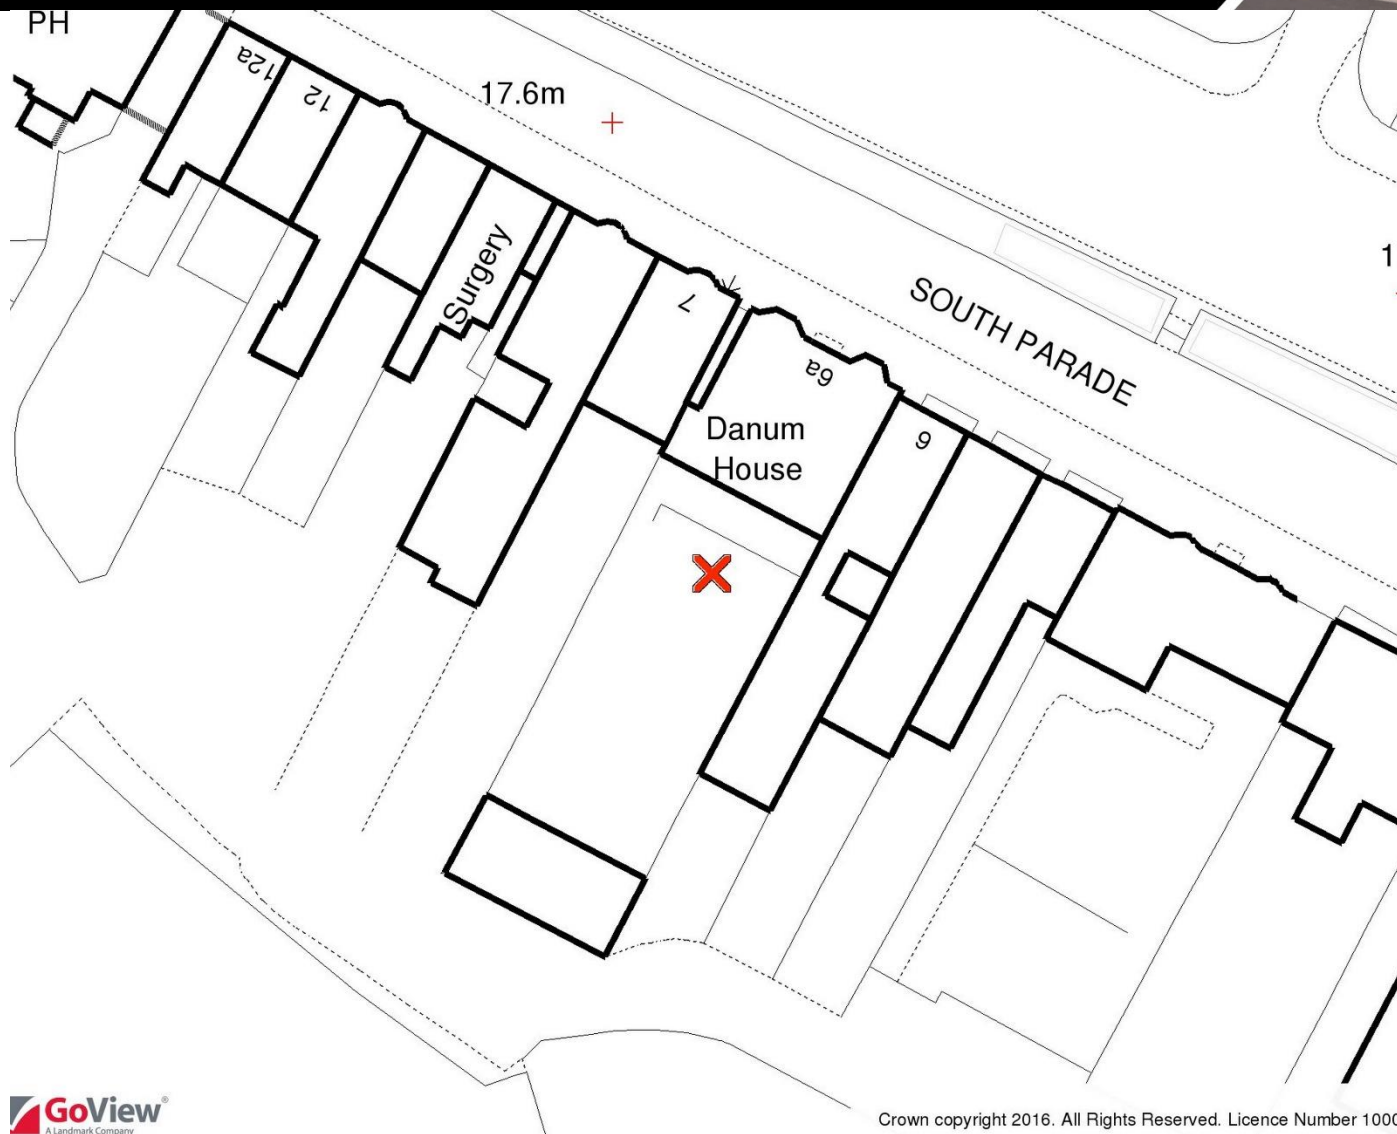 PH
12a
12
17.6m
Surgery
7
SOUTH PARADE
6a
Danum
House
6
GoView®
A Landmark Company
Crown copyright 2016. All Rights Reserved. Licence Number